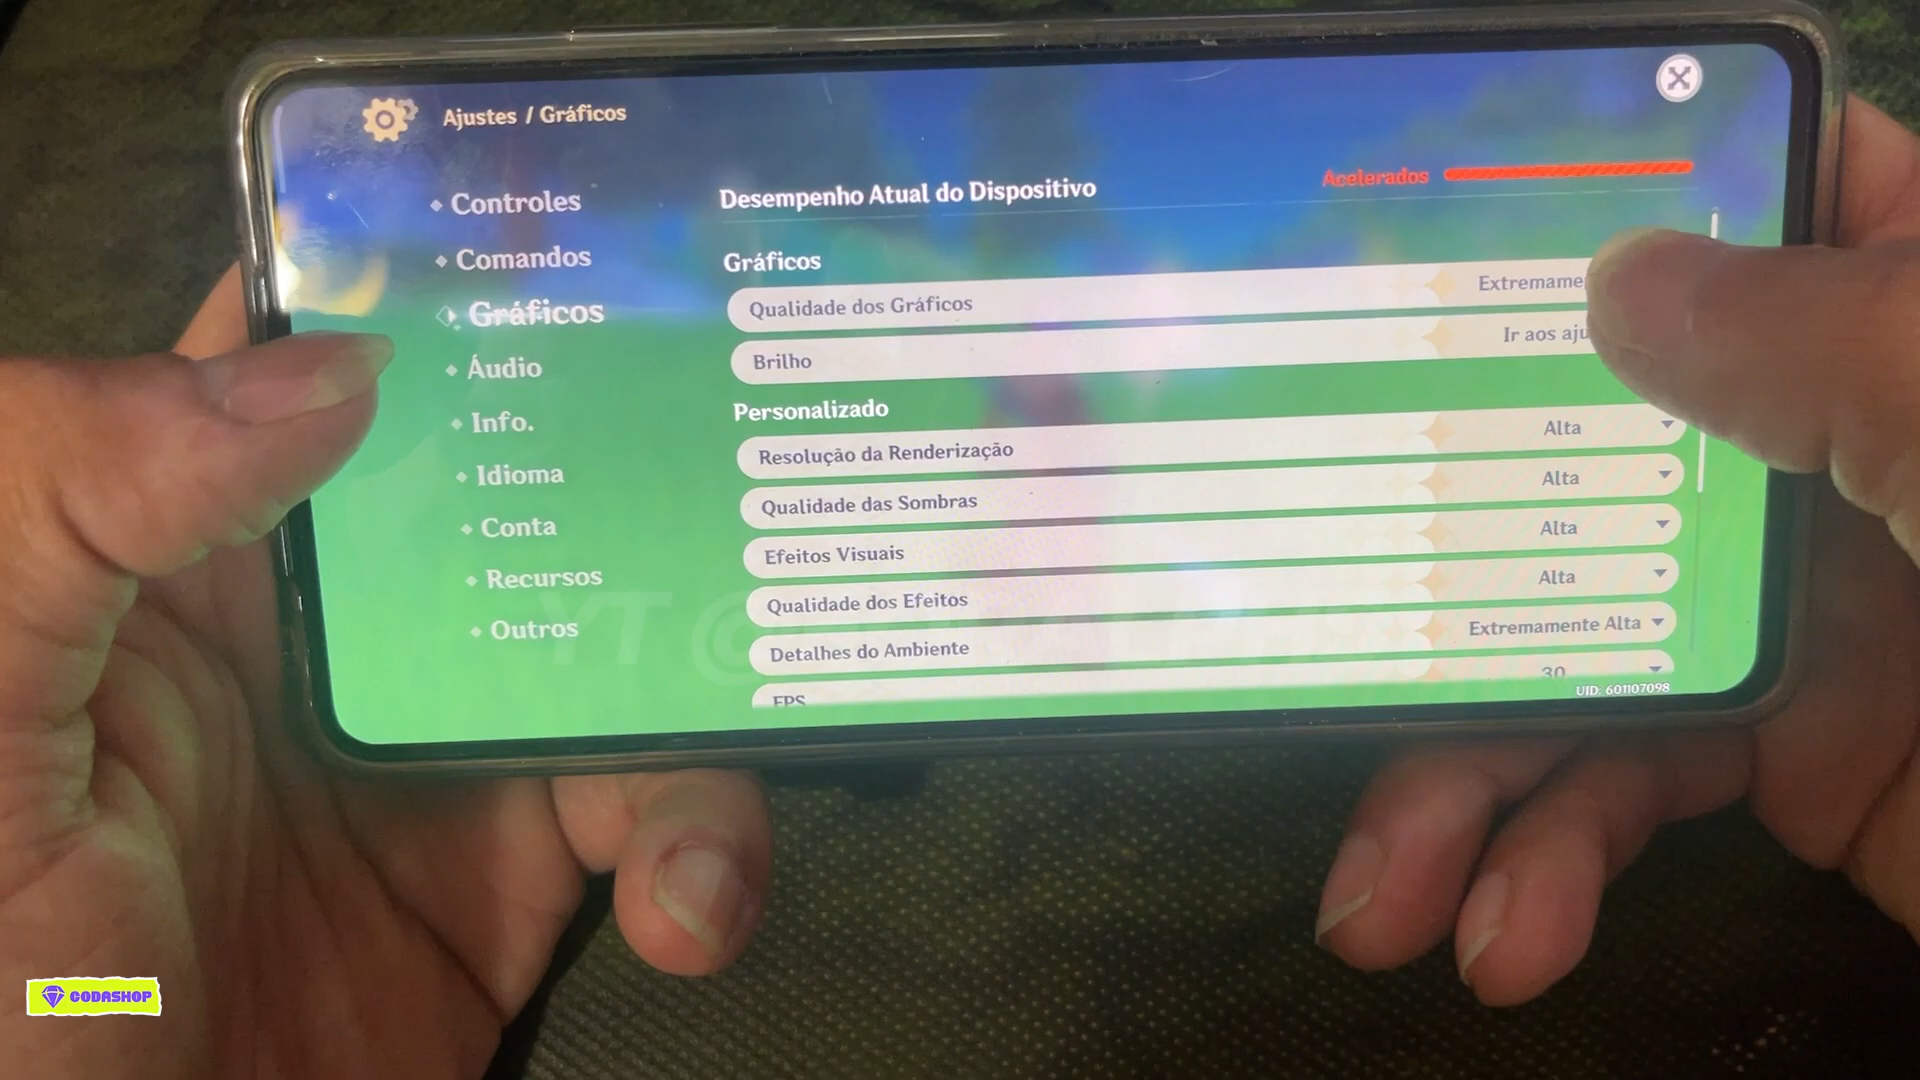 Ajustes / Gráficos
Controles
Comandos
Gráficos
Áudio
Info.
Idioma
Conta
Recursos
Outros
Desempenho Atual do Dispositivo
Acelerados
Gráficos
Qualidade dos Gráficos
Brilho
Ir aos
Personalizado
Resolução da Renderização Alta
Qualidade das Sombras Alta
Efeitos Visuais Alta
Qualidade dos Efeitos Alta
Detalhes do Ambiente Extremamente Alta
FPS 30
UID: 601107098
CODASHOP